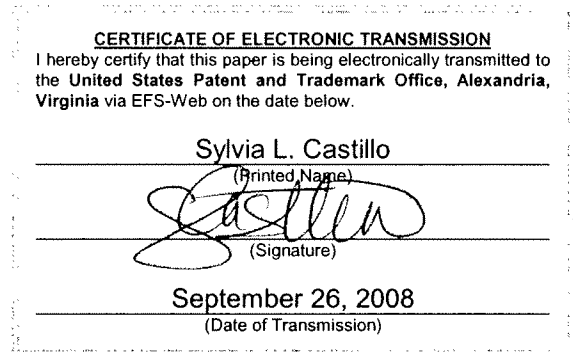 CERTIFICATE OF ELECTRONIC TRANSMISSION
I hereby certify that this paper is being electronically transmitted to
the United States Patent and Trademark Office, Alexandria,
Virginia via EFS-Web on the date below.
Sylvia L. Castillo
(Printed Name)
SCastillo
(Signature)
September 26, 2008
(Date of Transmission)